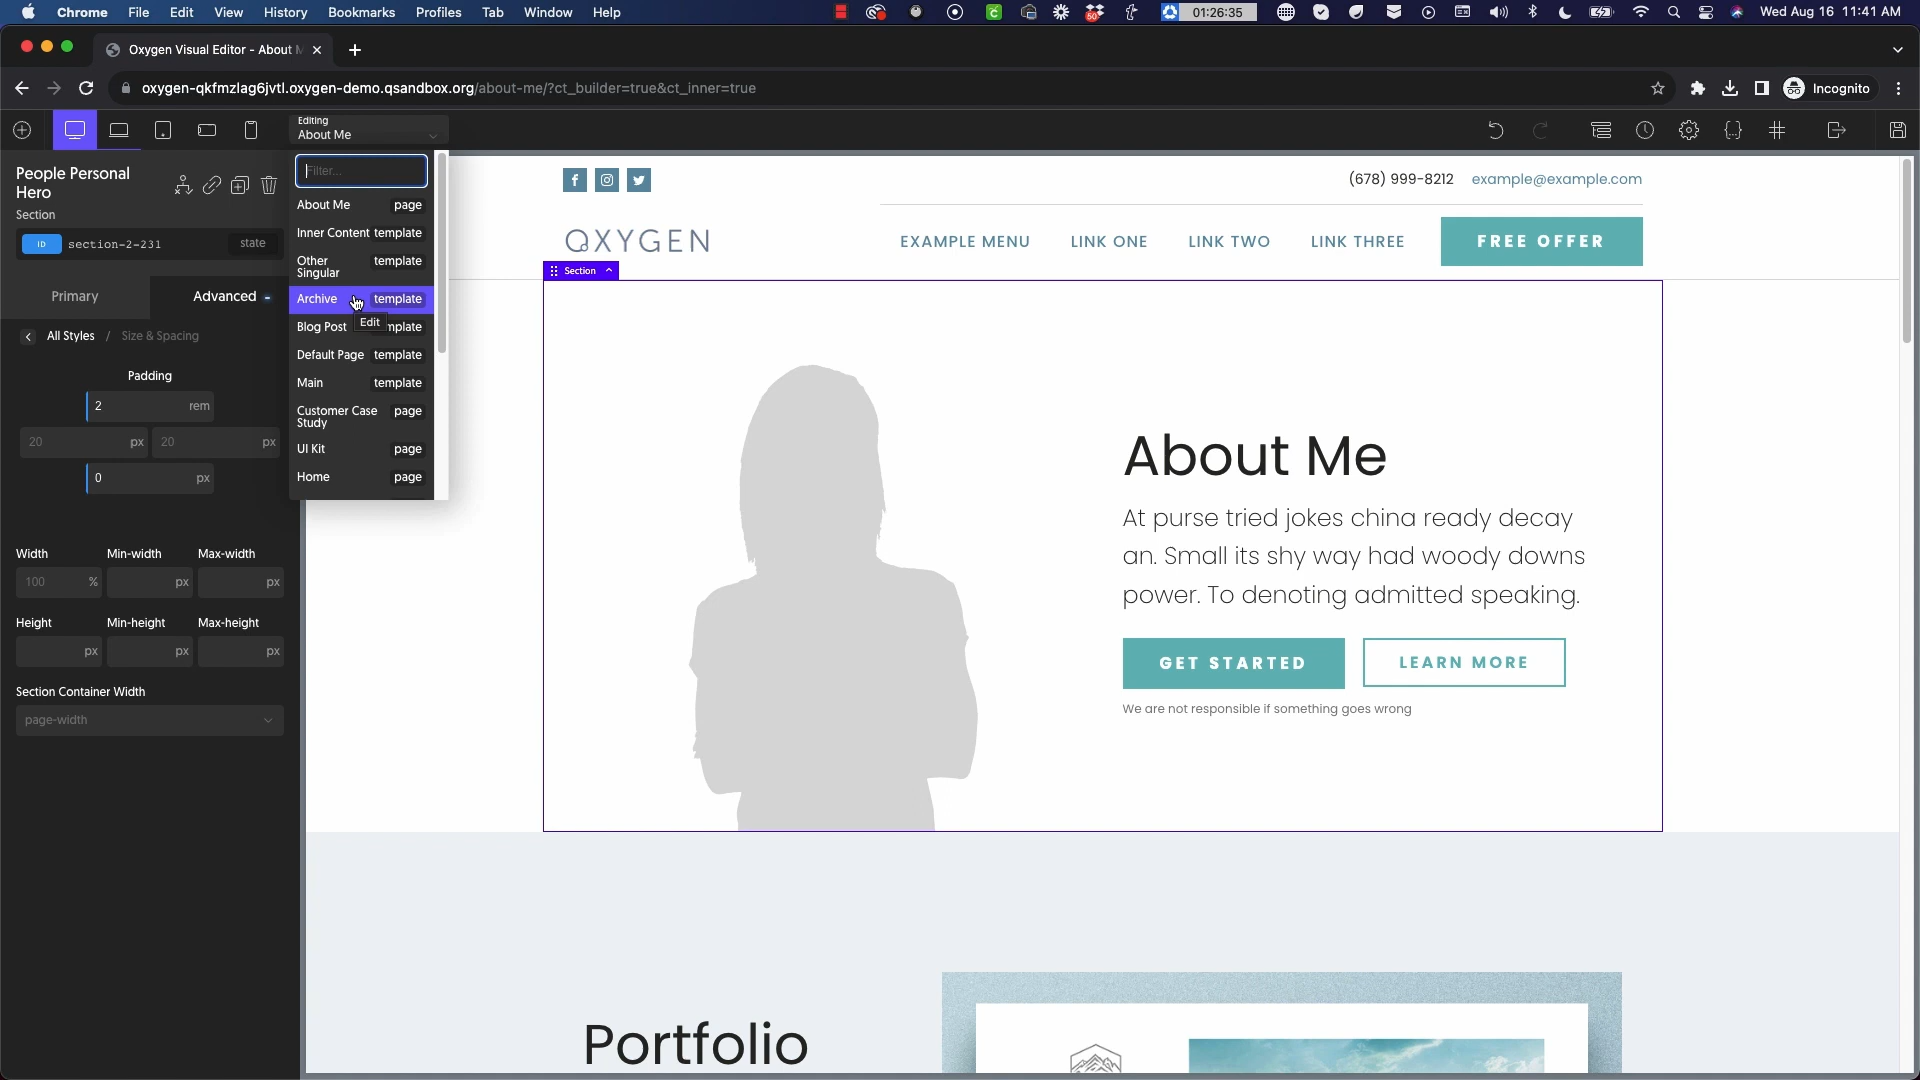 Chrome File Edit View History Bookmarks Profiles Tab Window Help
50
01:26:35
Wed Aug 16 11:41 AM
Oxygen Visual Editor - About M
oxygen-qkfmzlag6jvtl.oxygen-demo.qsandbox.org/about-me/?ct_builder=true&ct_inner=true
Incognito
Editing
About Me
People Personal
Hero
Section
ID section-2-231 state
Primary
Advanced
All Styles / Size & Spacing
Padding
2 rem
20 px 20 px
0 px
Width Min-width Max-width
100 % px px
Height Min-height Max-height
px px px
Section Container Width
page-width
Filter...
About Me page
Inner Content template
Other
Singular template
Archive template
Edit
Blog Post mplate
Default Page template
Main template
Customer Case
Study page
UI Kit page
Home page
(678) 999-8212 example@example.com
OXYGEN
EXAMPLE MENU LINK ONE LINK TWO LINK THREE FREE OFFER
Section
About Me
At purse tried jokes china ready decay
an. Small its shy way had woody downs
power. To denoting admitted speaking.
GET STARTED LEARN MORE
We are not responsible if something goes wrong
Portfolio